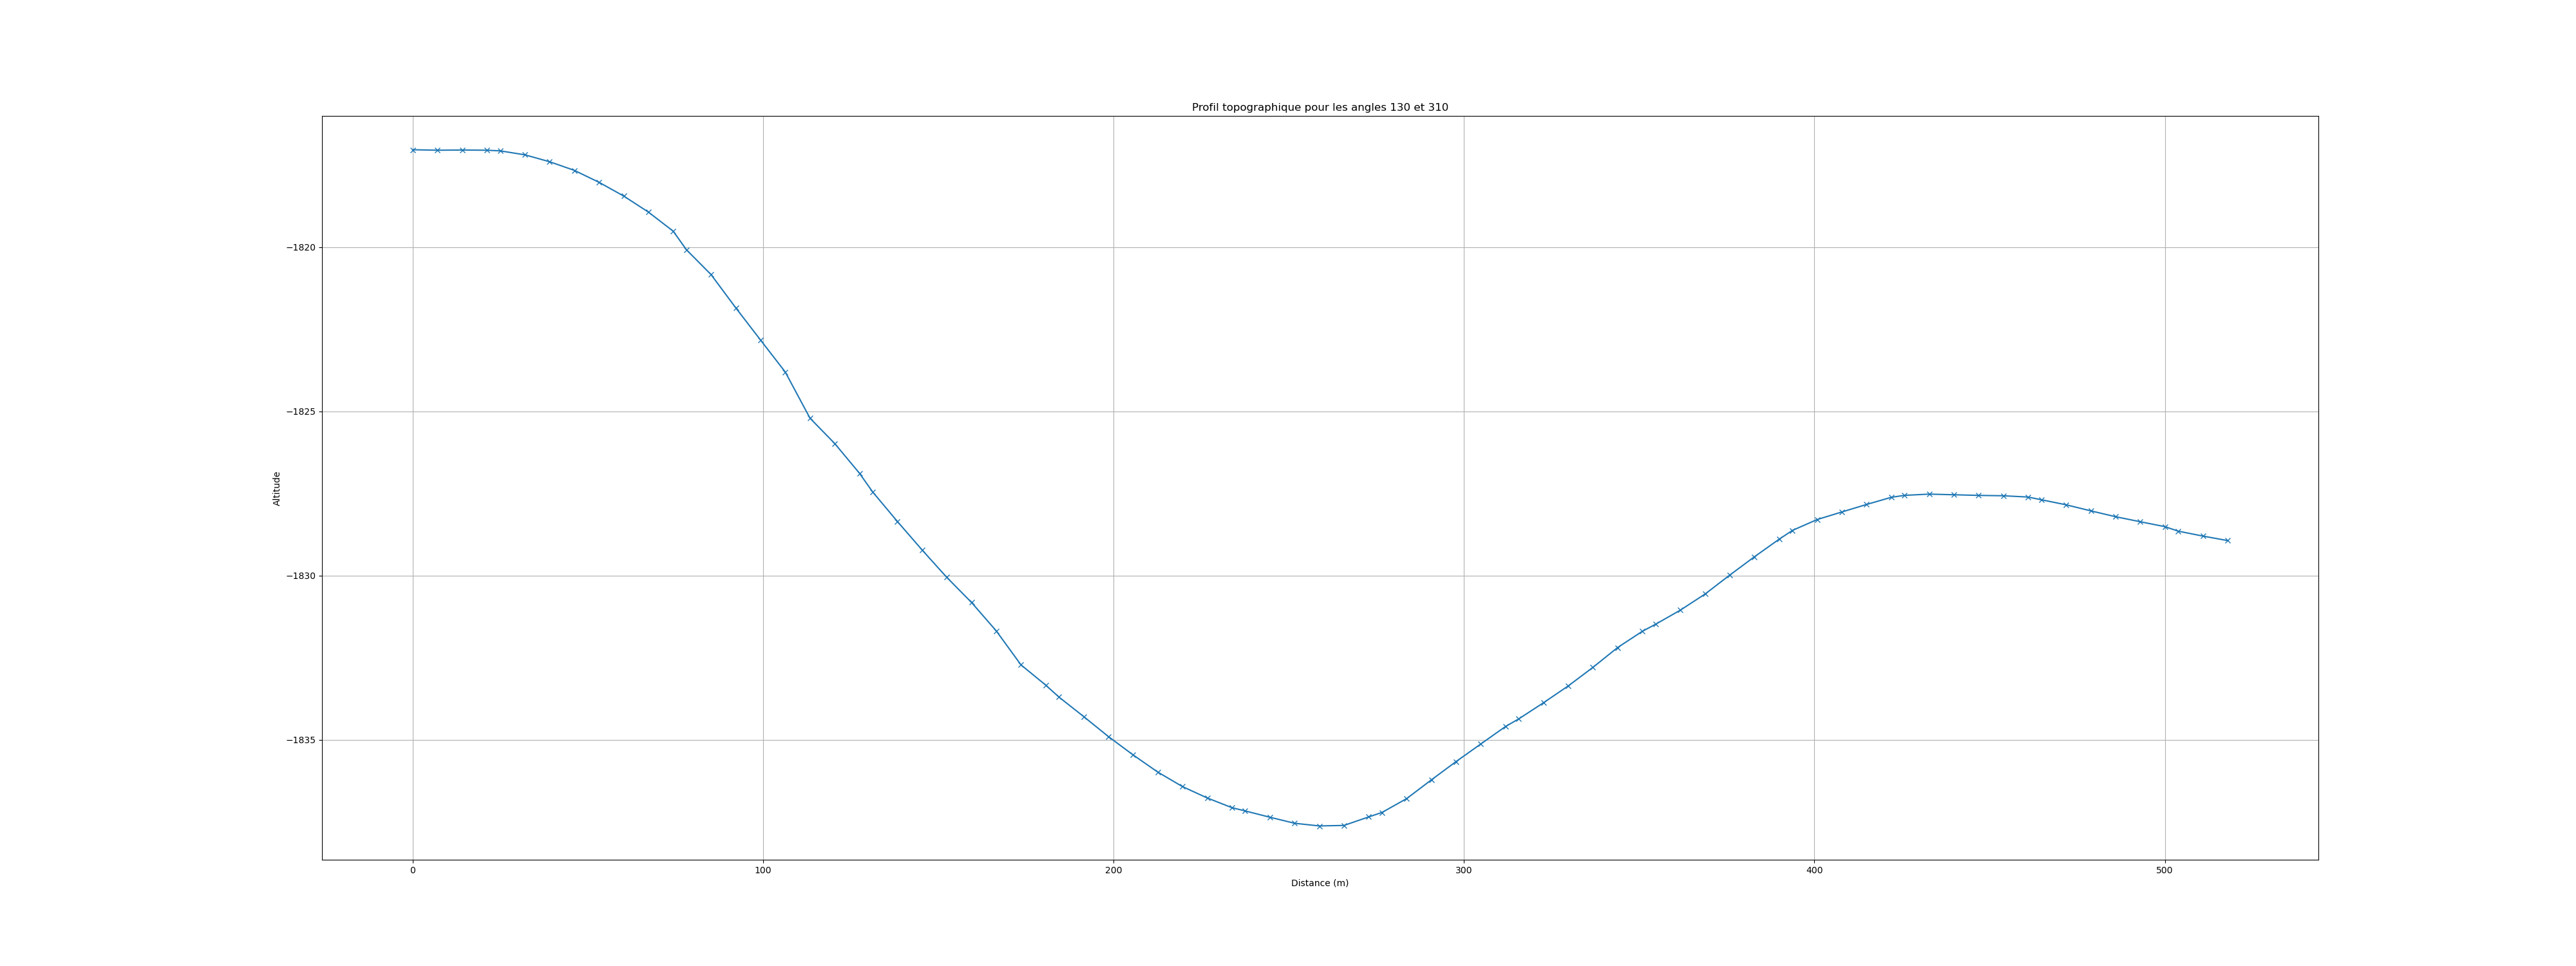 Profil topographique pour les angles 130 et 310
−1820
−1825
−1830
−1835
Altitude
0 100 200 300 400 500
Distance (m)